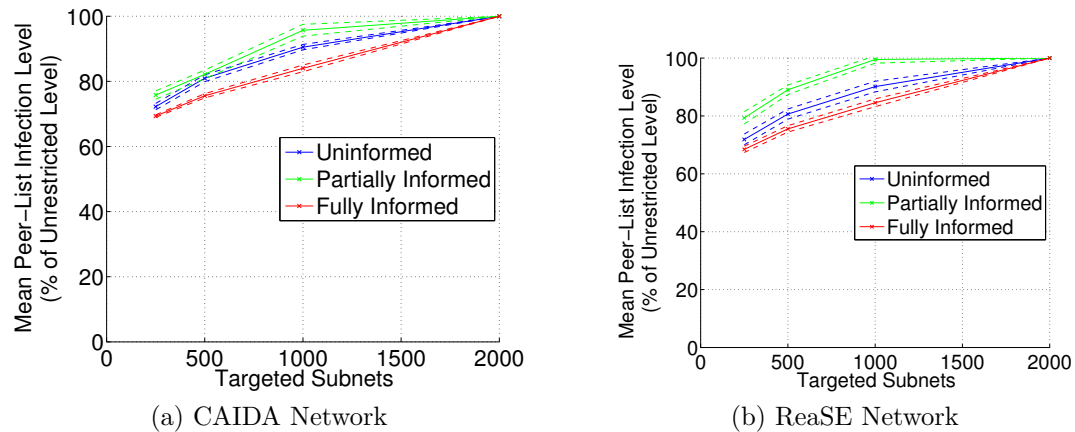 Mean Peer−List Infection Level
(% of Unrestricted Level)
100
80
60
40
20
0
0 500 1000 1500 2000
Targeted Subnets
Uninformed
Partially Informed
Fully Informed
(a) CAIDA Network
Mean Peer−List Infection Level
(% of Unrestricted Level)
100
80
60
40
20
0
0 500 1000 1500 2000
Targeted Subnets
Uninformed
Partially Informed
Fully Informed
(b) ReaSE Network